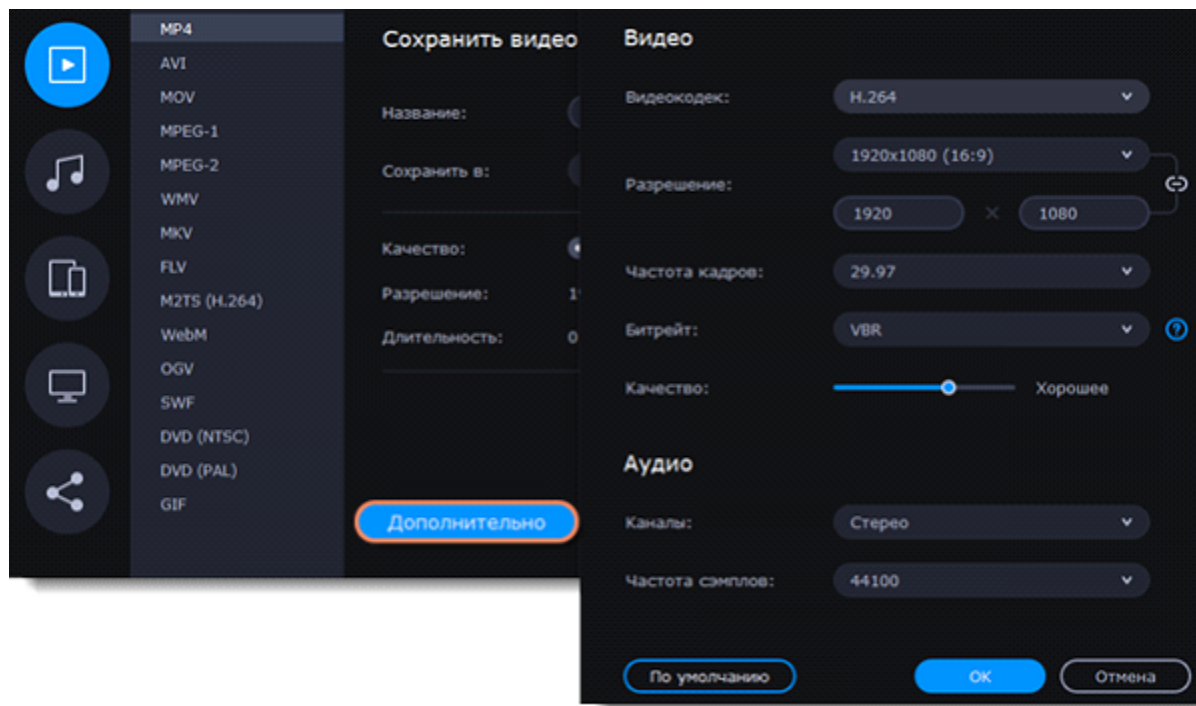 MP4
AVI
MOV
MPEG-1
MPEG-2
WMV
MKV
FLV
M2TS (H.264)
WebM
OGV
SWF
DVD (NTSC)
DVD (PAL)
GIF
Сохранить видео
Название:
Сохранить в:
Качество:
Разрешение:
Длительность: 0
Дополнительно
Видео
Видеокодек: H.264
1920x1080 (16:9)
Разрешение:
1920 × 1080
Частота кадров: 29.97
Битрейт: VBR ?
Качество: Хорошее
Аудио
Каналы: Стерео
Частота сэмплов: 44100
По умолчанию OK Отмена